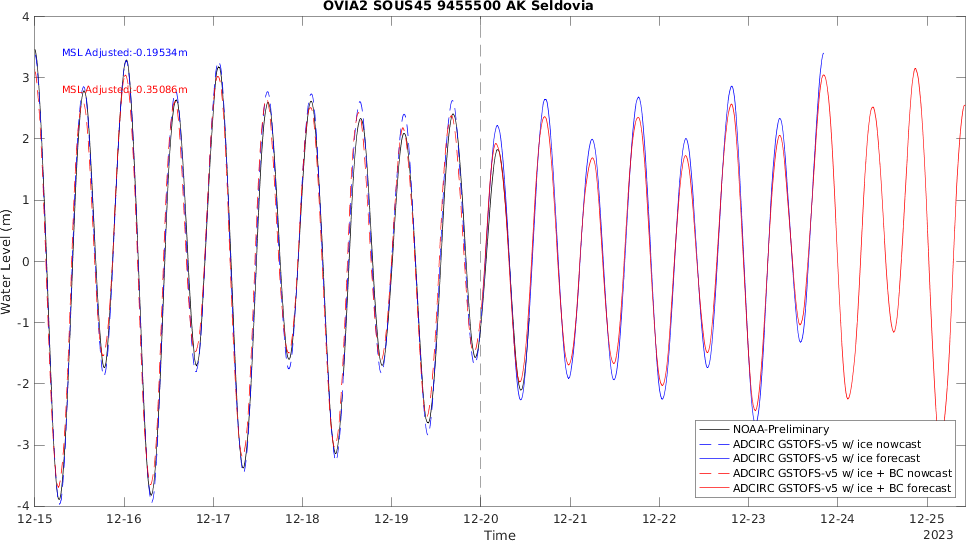 OVIA2 SOUS45 9455500 AK Seldovia
MSL Adjusted:-0.19534m
MSL Adjusted:-0.35086m
4
3
2
1
0
-1
-2
-3
-4
Water Level (m)
NOAA-Preliminary
ADCIRC GSTOFS-v5 w/ ice nowcast
ADCIRC GSTOFS-v5 w/ ice forecast
ADCIRC GSTOFS-v5 w/ ice + BC nowcast
ADCIRC GSTOFS-v5 w/ ice + BC forecast
12-15 12-16 12-17 12-18 12-19 12-20 12-21 12-22 12-23 12-24 12-25
Time
2023